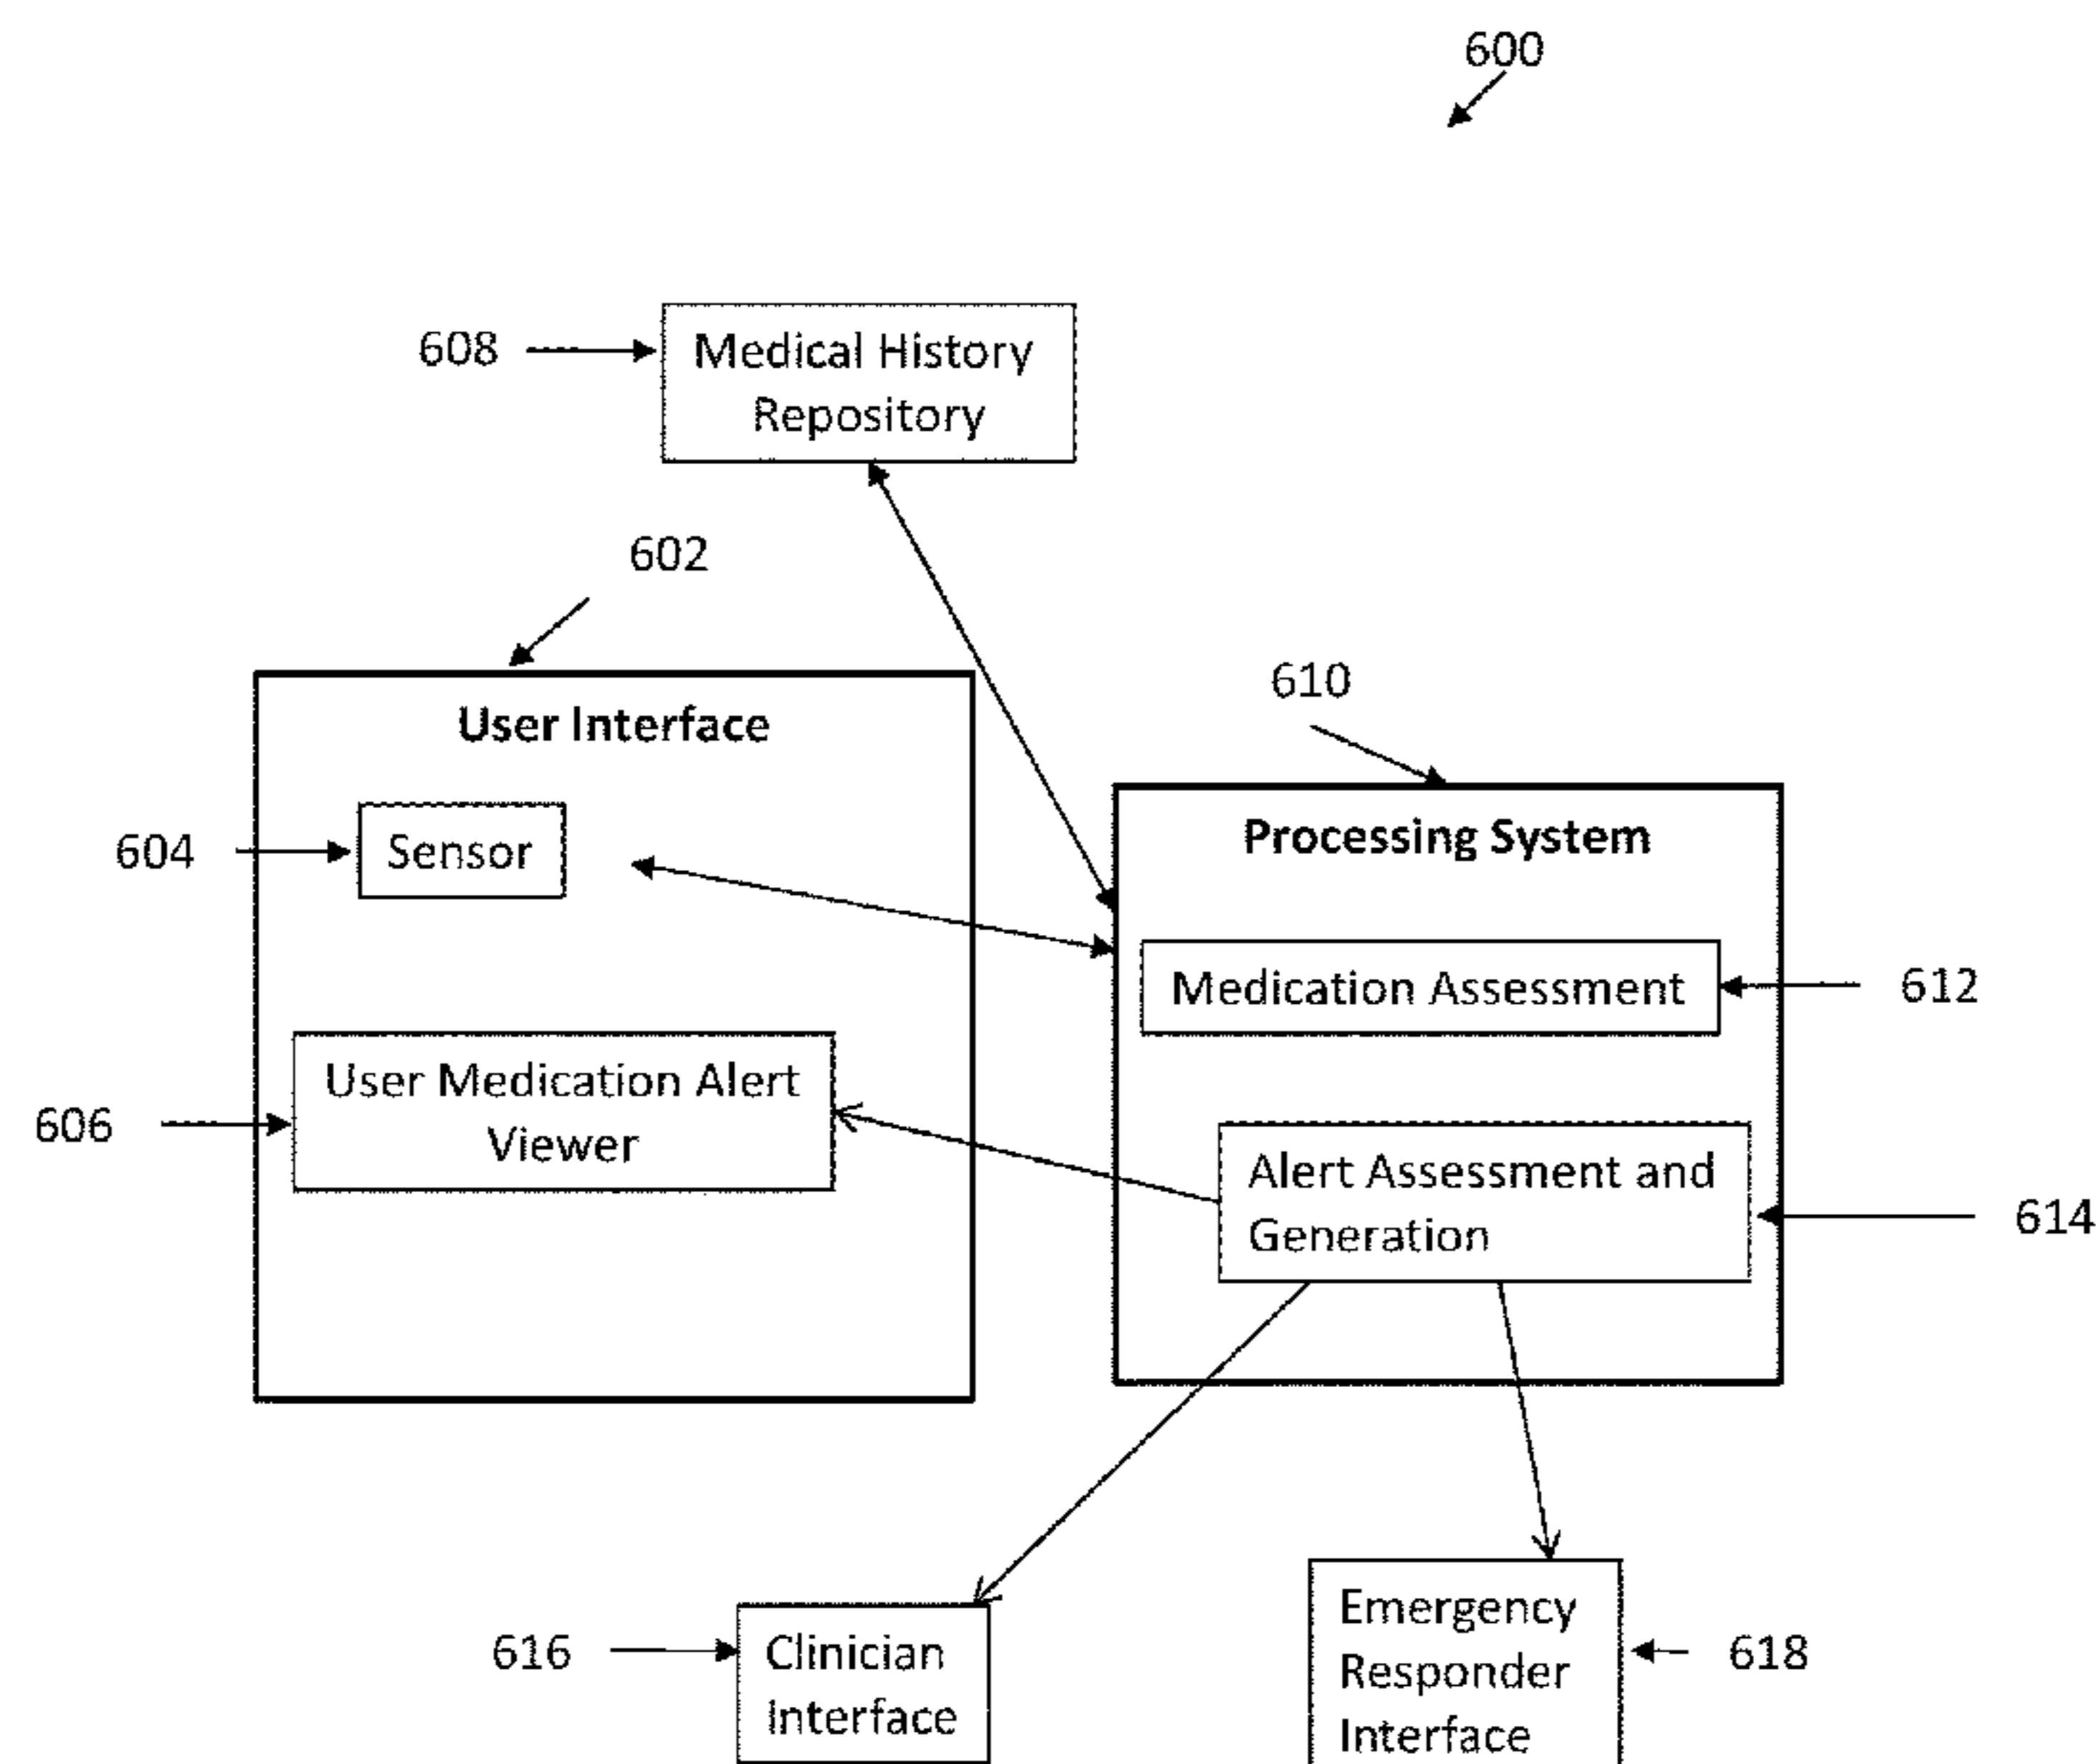 600
608
Medical History
Repository
602
User Interface
610
Processing System
604
Sensor
Medication Assessment
612
606
User Medication Alert
Viewer
Alert Assessment and
Generation
614
616
Clinician
Interface
Emergency
Responder
Interface
618